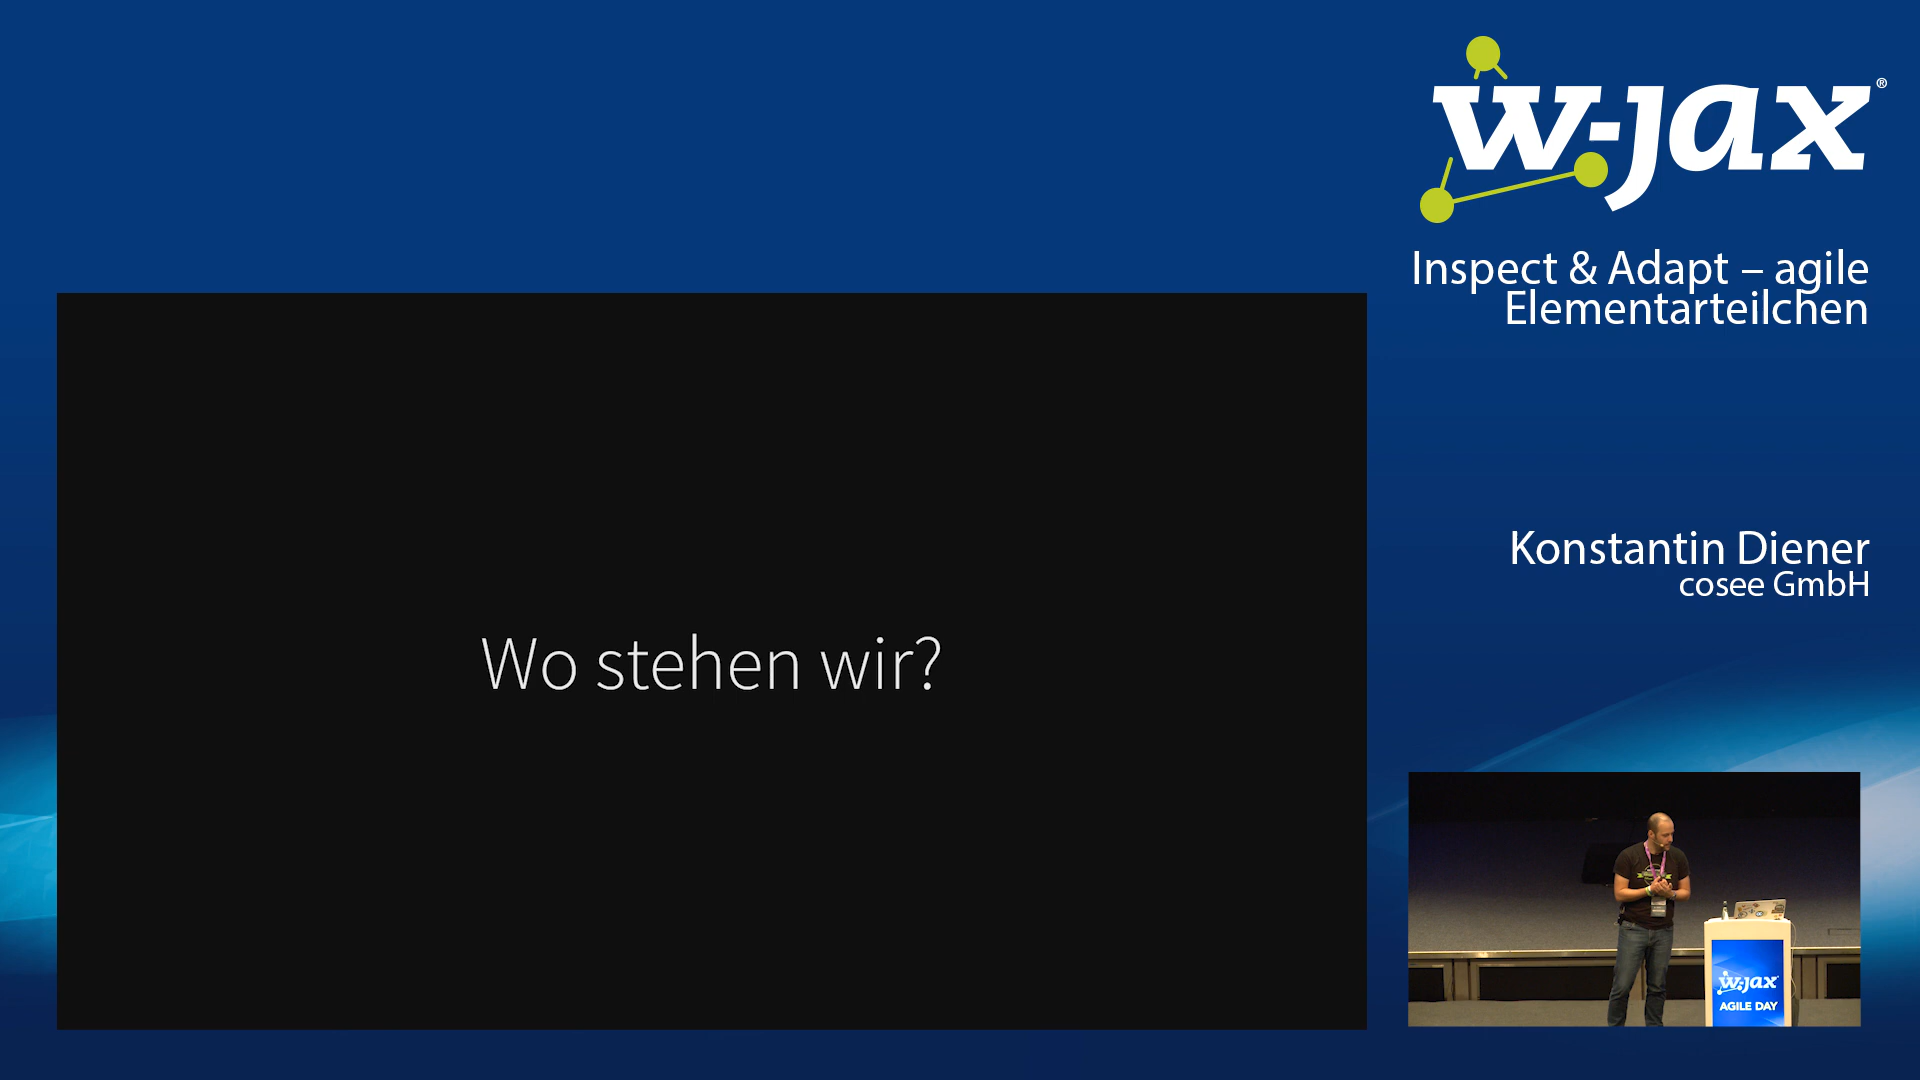 w-jax®
Inspect & Adapt – agile
Elementarteilchen
Wo stehen wir?
Konstantin Diener
cosee GmbH
w-jax
AGILE DAY